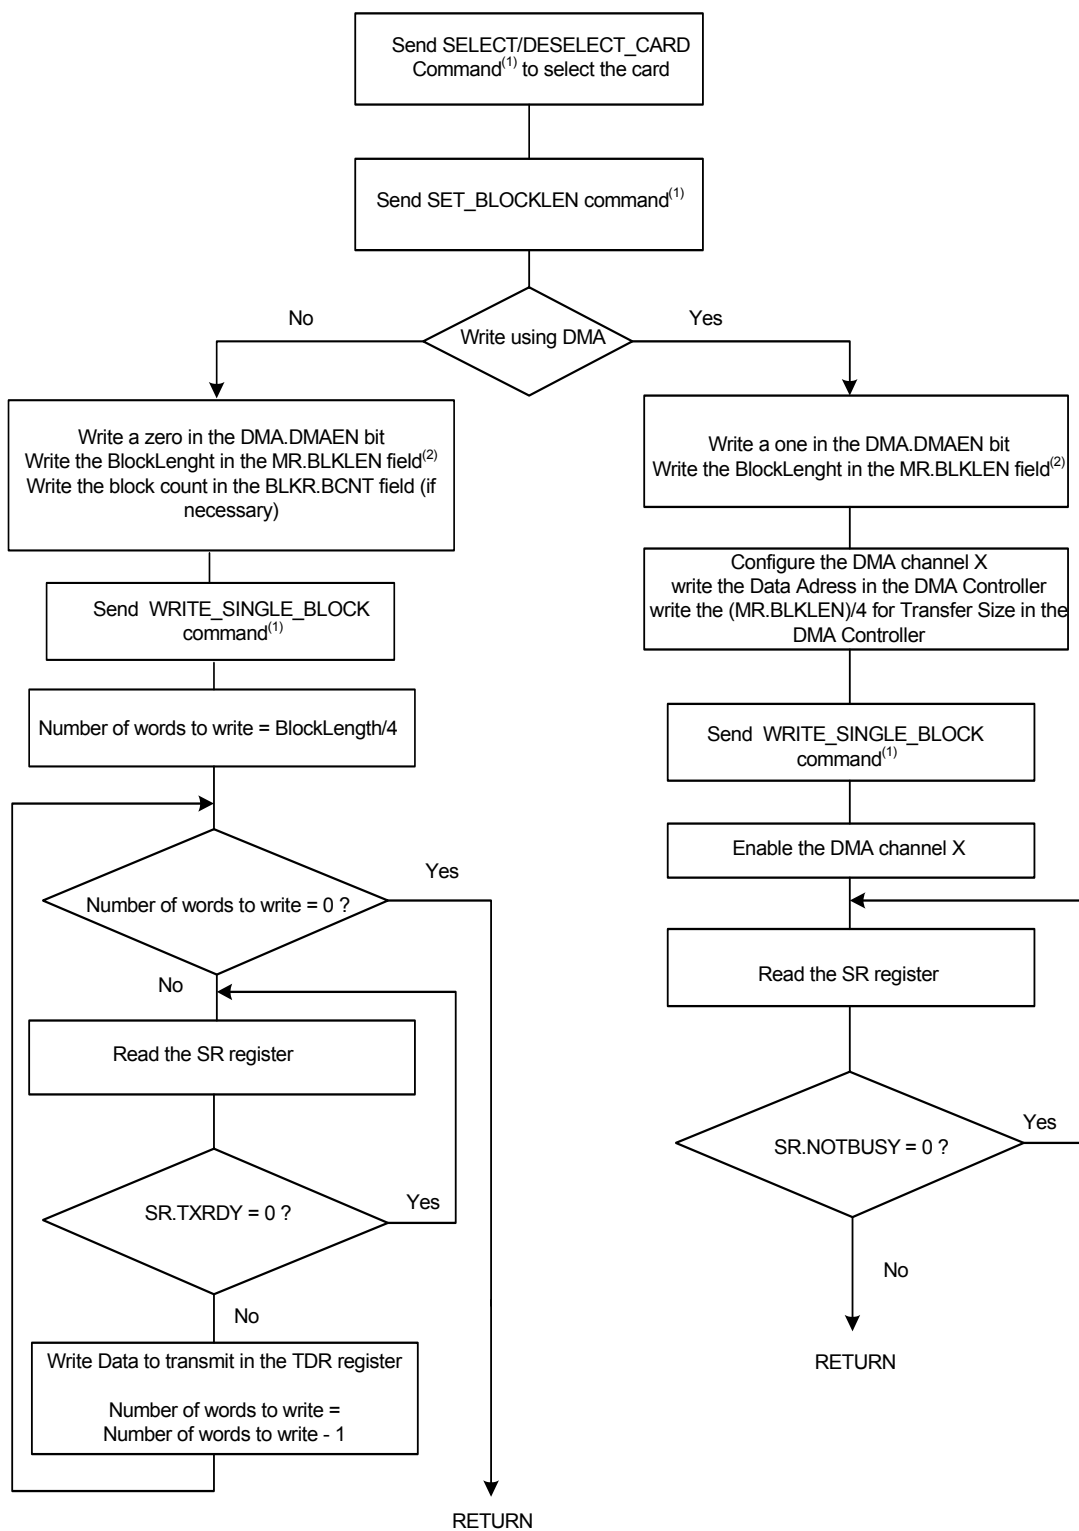 Send SELECT/DESELECT_CARD
Command(1) to select the card
Send SET_BLOCKLEN command(1)
Write using DMA
No
Yes
Write a zero in the DMA.DMAEN bit
Write the BlockLenght in the MR.BLKLEN field(2)
Write the block count in the BLKR.BCNT field (if
necessary)
Send WRITE_SINGLE_BLOCK
command(1)
Number of words to write = BlockLength/4
Number of words to write = 0 ?
Yes
No
Read the SR register
SR.TXRDY = 0 ?
Yes
No
Write Data to transmit in the TDR register
Number of words to write =
Number of words to write - 1
RETURN
Write a one in the DMA.DMAEN bit
Write the BlockLenght in the MR.BLKLEN field(2)
Configure the DMA channel X
write the Data Adress in the DMA Controller
write the (MR.BLKLEN)/4 for Transfer Size in the
DMA Controller
Send WRITE_SINGLE_BLOCK
command(1)
Enable the DMA channel X
Read the SR register
SR.NOTBUSY = 0 ?
Yes
No
RETURN